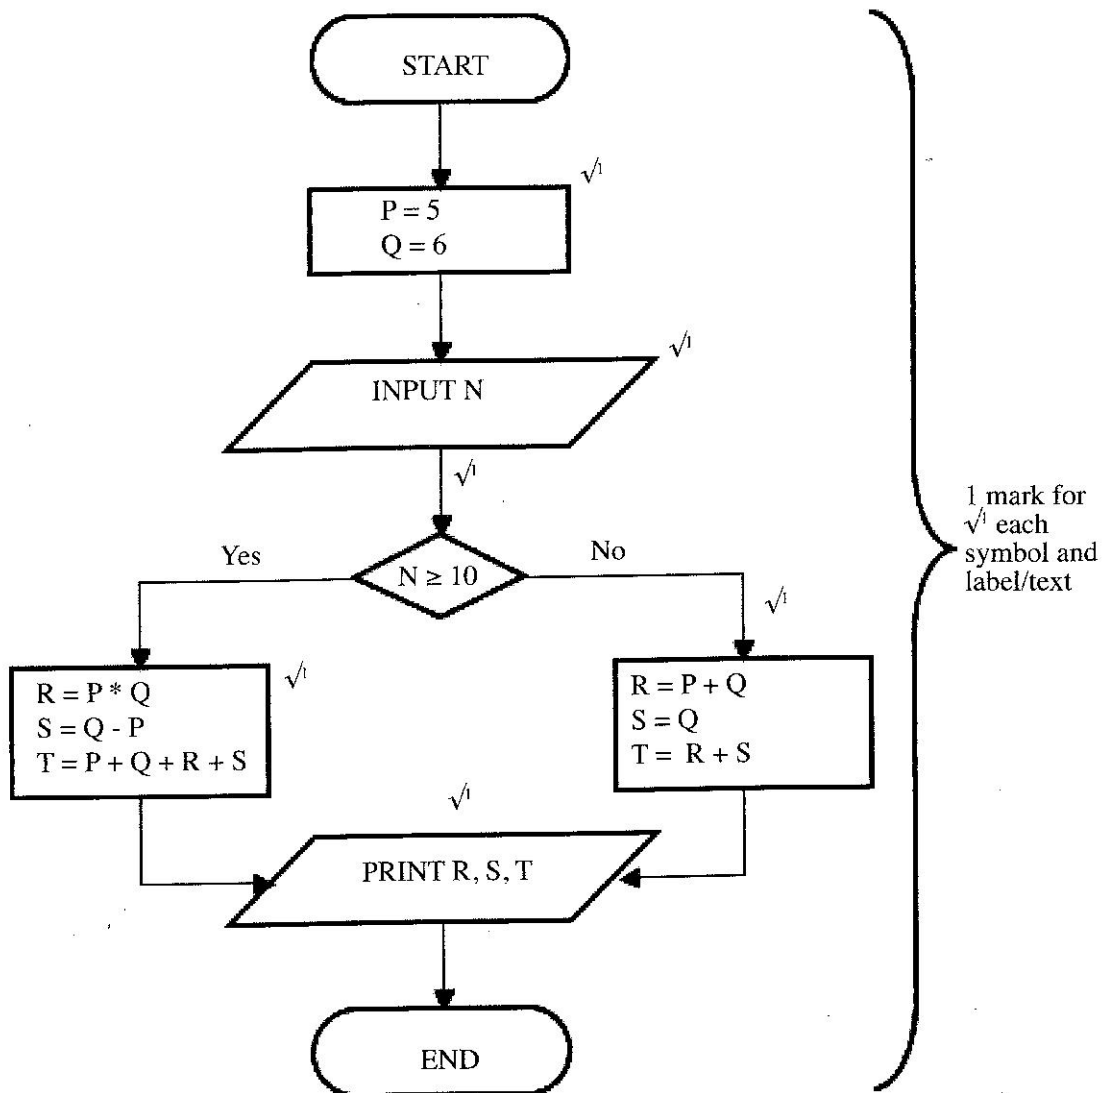 START
√1
P = 5
Q = 6
√1
INPUT N
√1
Yes
N ≥ 10
No
√1
√1
R = P * Q
S = Q - P
T = P + Q + R + S
R = P + Q
S = Q
T = R + S
√1
PRINT R, S, T
END
1 mark for
√1 each
symbol and
label/text